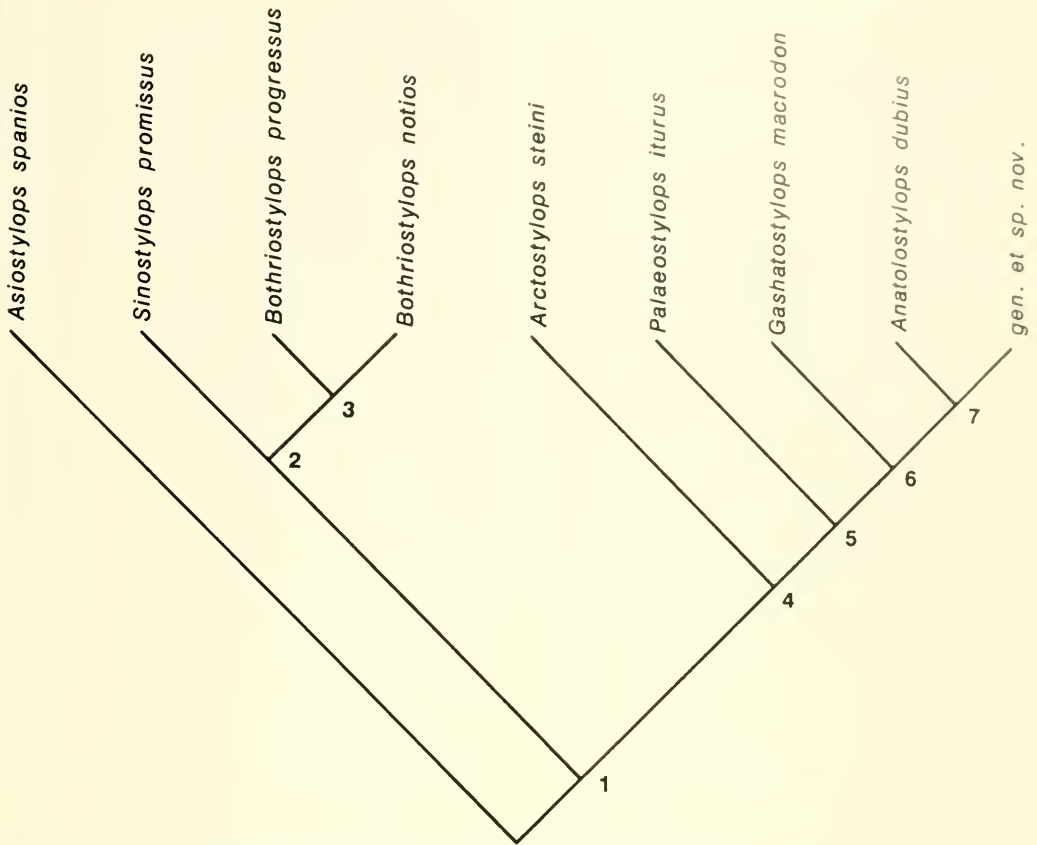 Asiostylops spanios
Sinostylops promissus
Bothriostylops progressus
Bothriostylops notios
Arctostylops steini
Palaeostylops iturus
Gashatostylops macrodon
Anatolostylops dubius
gen. et sp. nov.
3
2
7
6
5
4
1